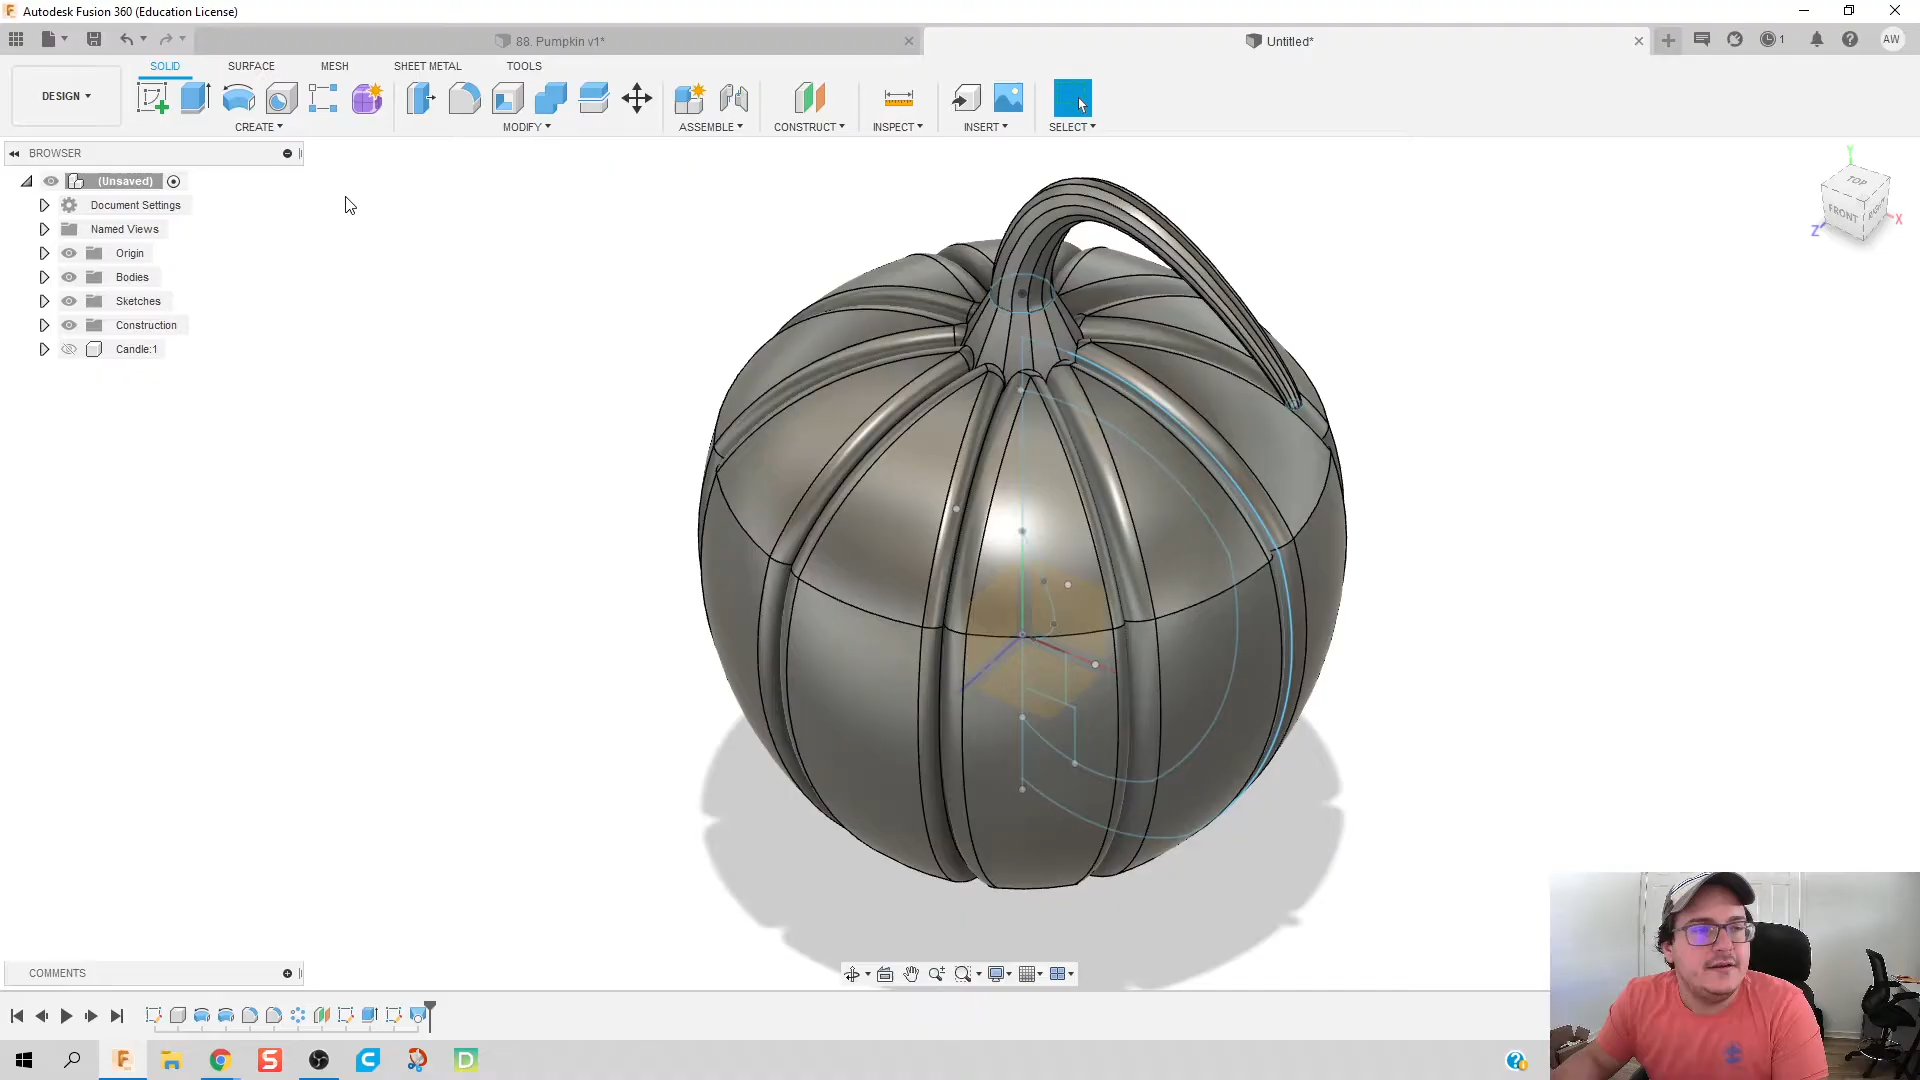 Autodesk Fusion 360 (Education License)
88. Pumpkin v1*
Untitled*
1
AW
DESIGN
SOLID
SURFACE
MESH
SHEET METAL
TOOLS
CREATE
MODIFY
ASSEMBLE
CONSTRUCT
INSPECT
INSERT
SELECT
BROWSER
(Unsaved)
Document Settings
Named Views
Origin
Bodies
Sketches
Construction
Candle:1
Y
TOP
FRONT
RIGHT
X
Z
COMMENTS